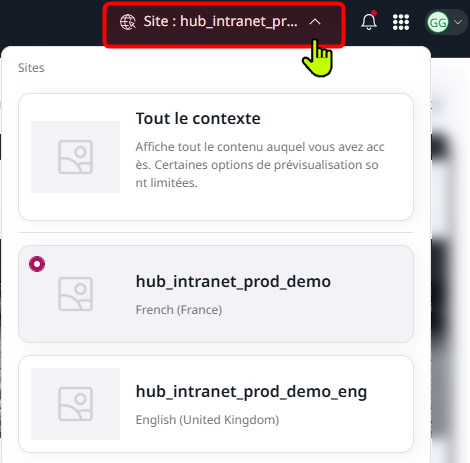 Site : hub_intranet_pr...
GG
Sites
Tout le contexte
Affiche tout le contenu auquel vous avez acc
ès. Certaines options de prévisualisation so
nt limitées.
hub_intranet_prod_demo
French (France)
hub_intranet_prod_demo_eng
English (United Kingdom)